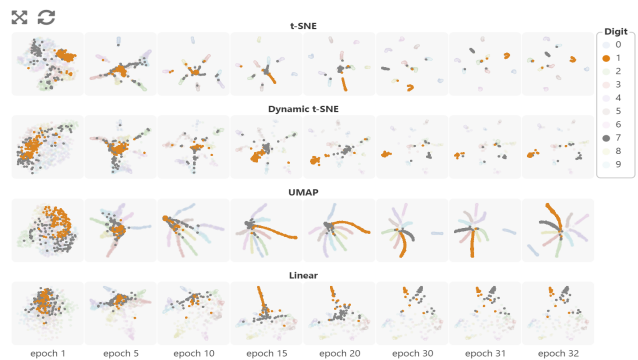 t-SNE
Digit
0
1
2
3
4
5
6
7
8
9
Dynamic t-SNE
UMAP
Linear
epoch 1 epoch 5 epoch 10 epoch 15 epoch 20 epoch 30 epoch 31 epoch 32